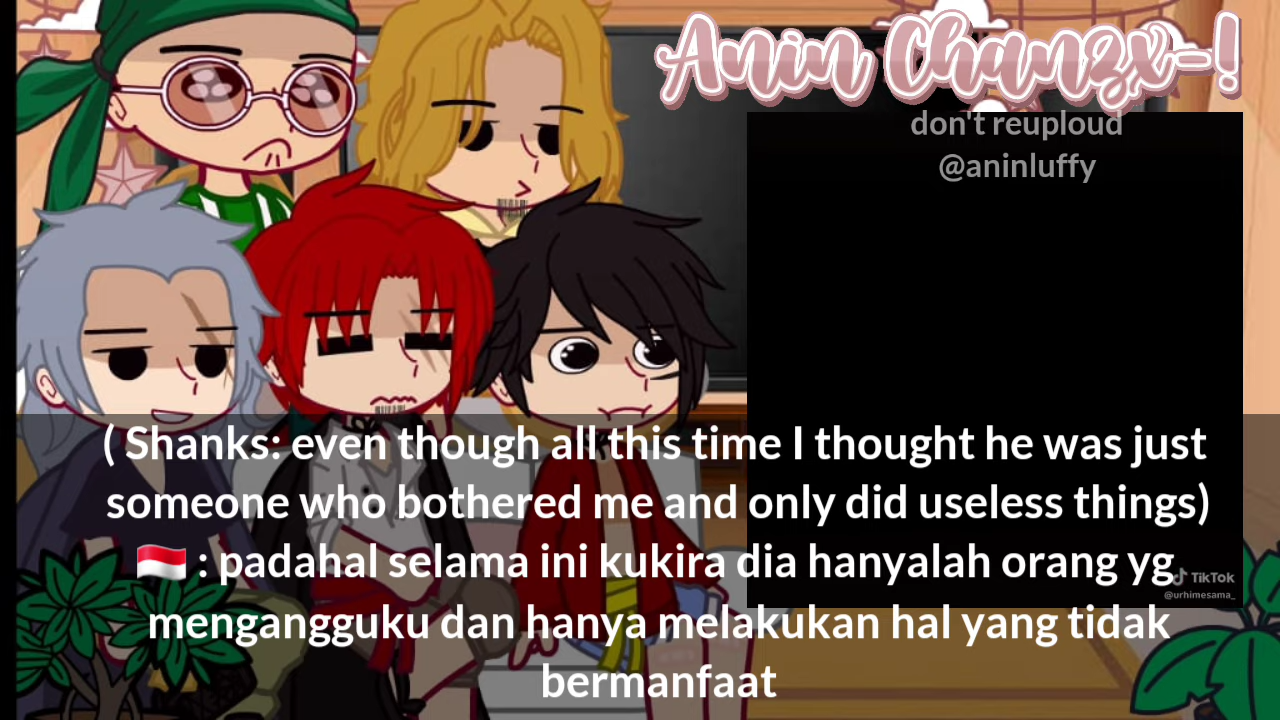 Anin Chanzx-!
don't reuploud
@aninluffy
( Shanks: even though all this time I thought he was just
someone who bothered me and only did useless things)
🇮🇩 : padahal selama ini kukira dia hanyalah orang yg
TikTok
@urhimesama_
mengangguku dan hanya melakukan hal yang tidak
bermanfaat